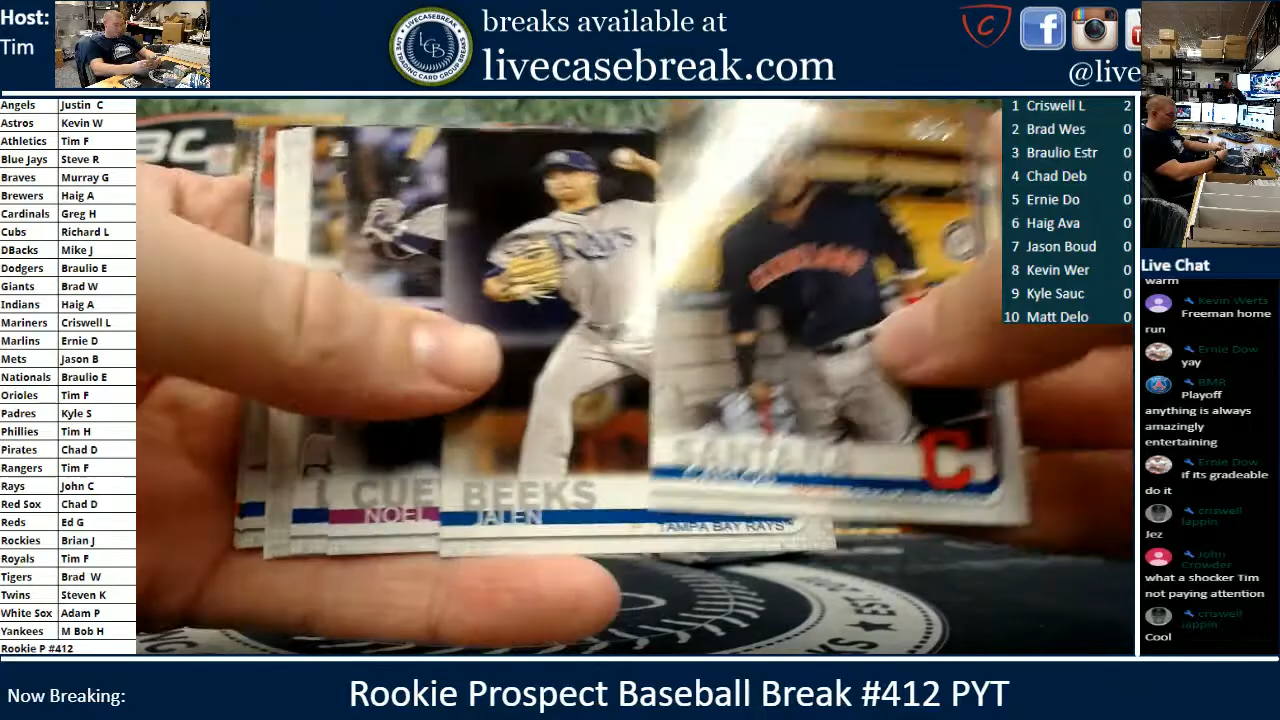 Host:
Tim
breaks available at
livecasebreak.com
LCB
@live
Angels Justin C
Astros Kevin W
Athletics Tim F
Blue Jays Steve R
Braves Murray G
Brewers Haig A
Cardinals Greg H
Cubs Richard L
DBacks Mike J
Dodgers Braulio E
Giants Brad W
Indians Haig A
Mariners Criswell L
Marlins Ernie D
Mets Jason B
Nationals Braulio E
Orioles Tim F
Padres Kyle S
Phillies Tim H
Pirates Chad D
Rangers Tim F
Rays John C
Red Sox Chad D
Reds Ed G
Rockies Brian J
Royals Tim F
Tigers Brad W
Twins Steven K
White Sox Adam P
Yankees M Bob H
Rookie P #412
Rays
CUE
NOEL
BEEKS
JALEN
TAMPA BAY RAYS
SANTANA
C
1 Criswell L 2
2 Brad Wes 0
3 Braulio Estr 0
4 Chad Deb 0
5 Ernie Do 0
6 Haig Ava 0
7 Jason Boud 0
8 Kevin Wer 0
9 Kyle Sauc 0
10 Matt Delo 0
Live Chat
warm
Kevin Werts
Freeman home
run
Ernie Dow
yay
BMR
Playoff
anything is always
amazingly
entertaining
Ernie Dow
If its gradeable
do it
criswell
lappin
Jez
John
Crowder
what a shocker Tim
not paying attention
criswell
lappin
Cool
Now Breaking:
Rookie Prospect Baseball Break #412 PYT